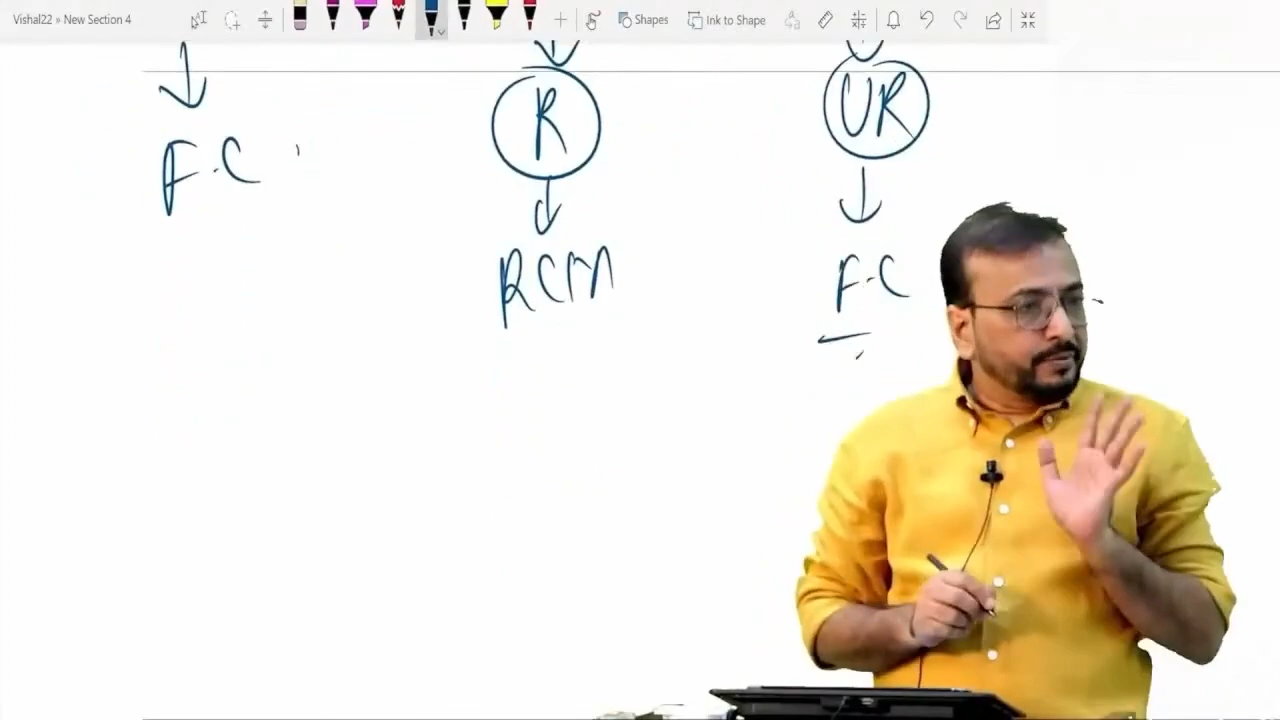 Vishal22 » New Section 4
Shapes
Ink to Shape
R
UR
F.C
RCM
F.C